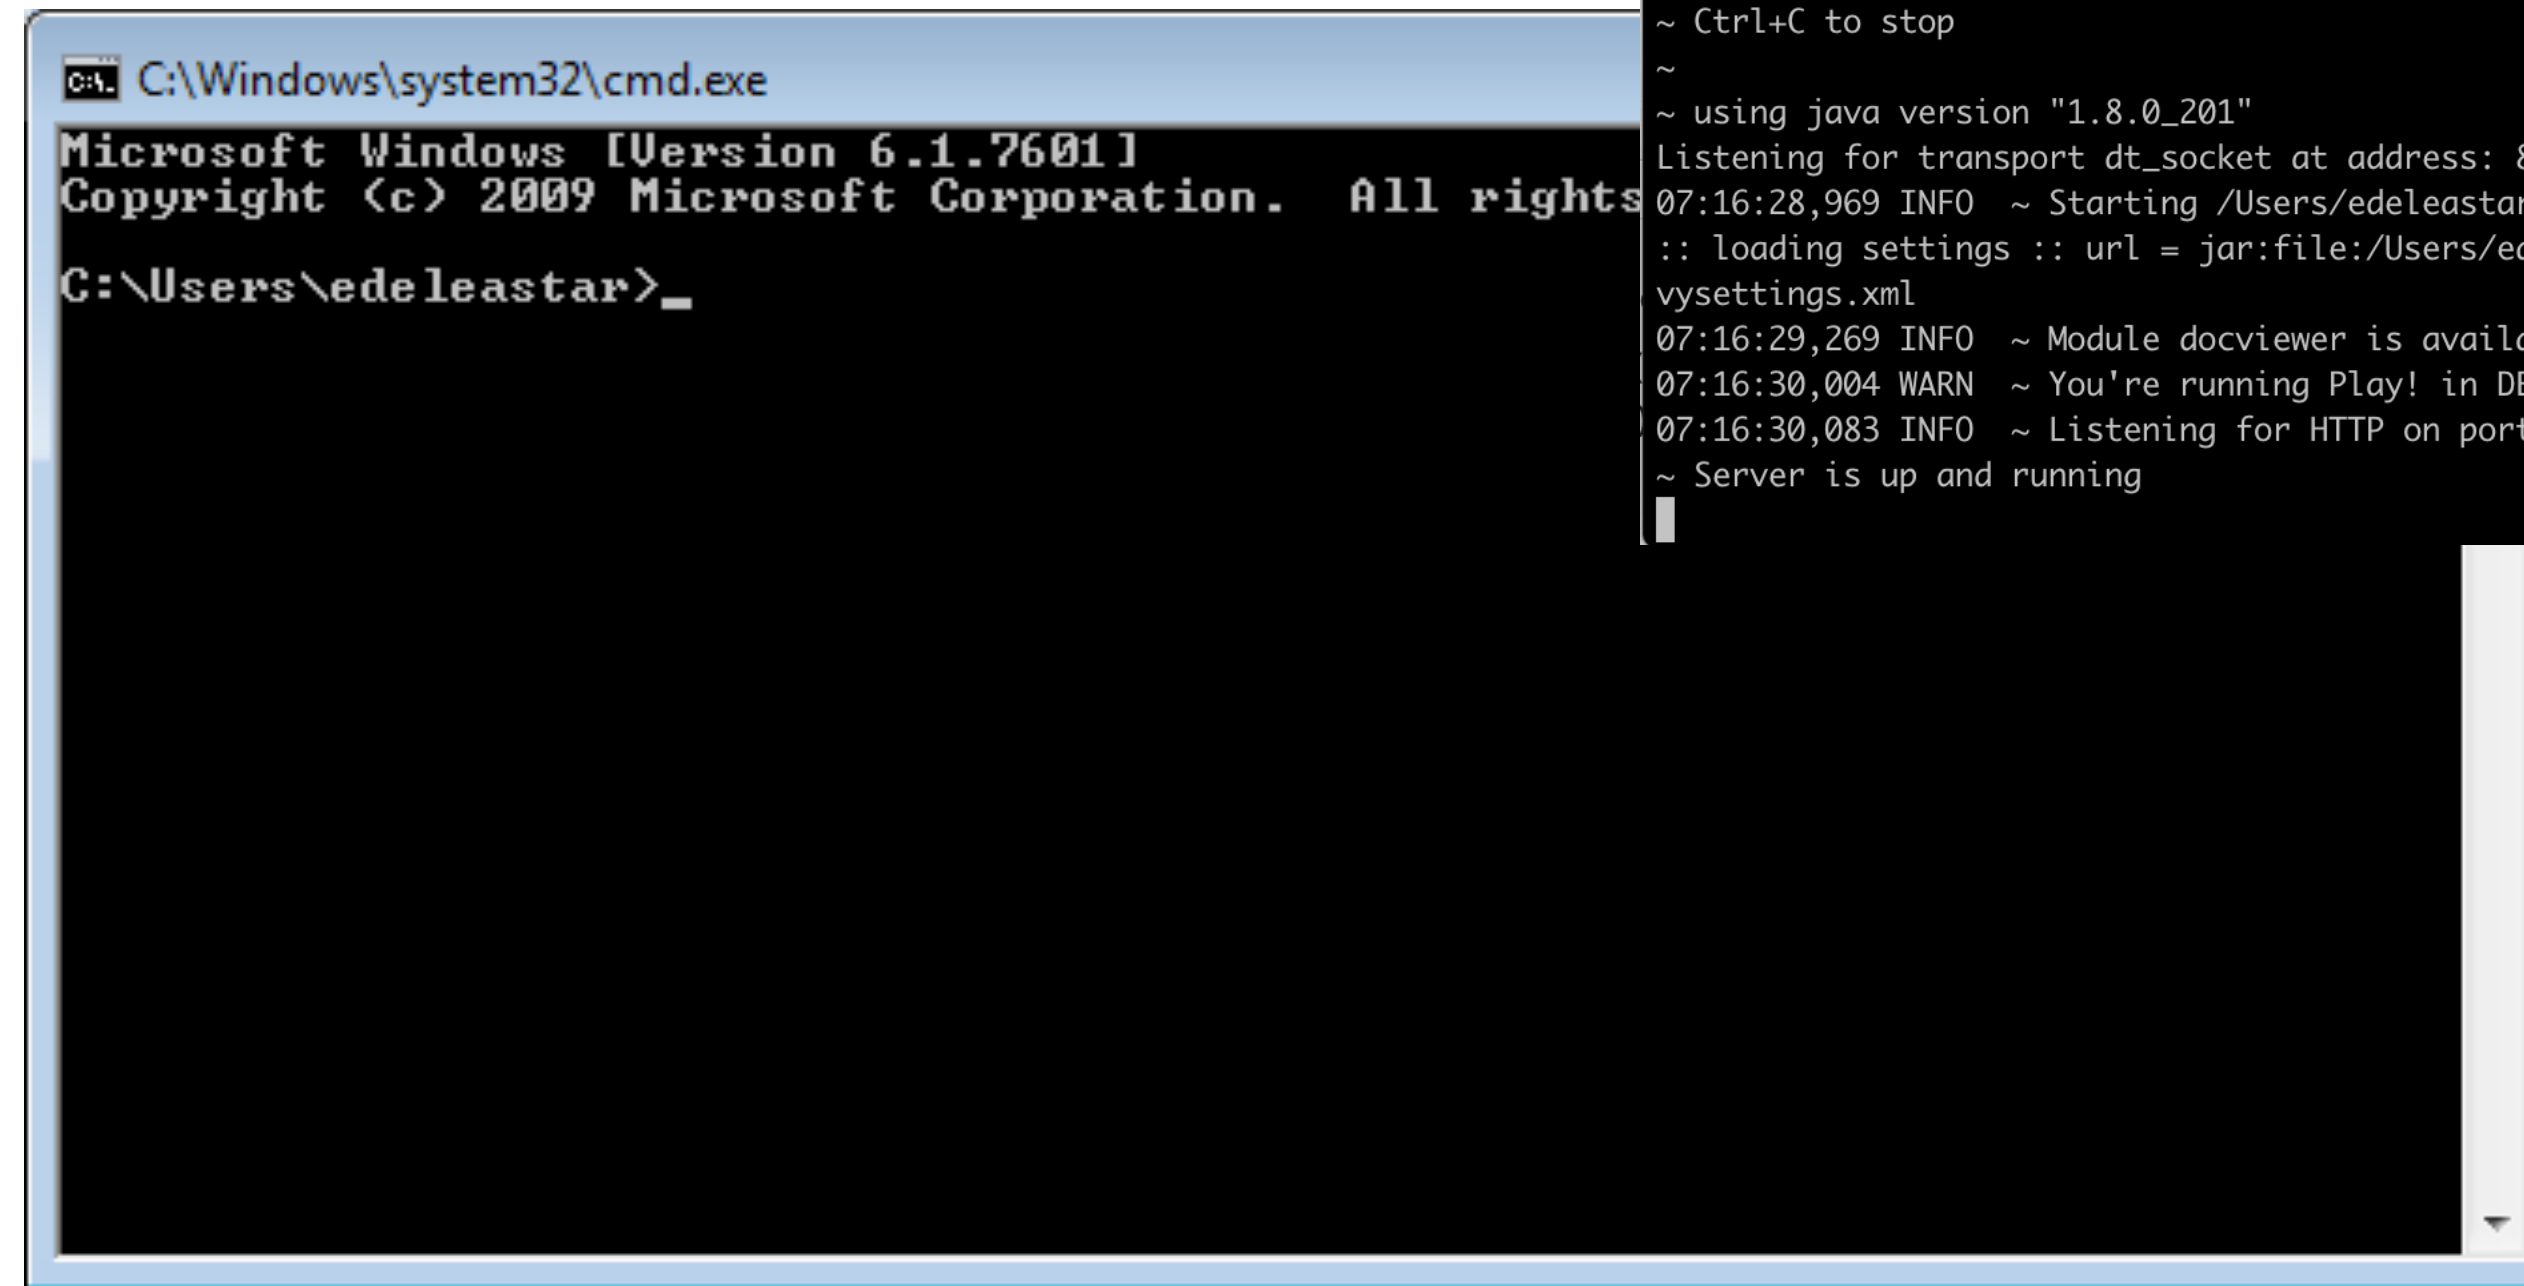 C:\Windows\system32\cmd.exe
Microsoft Windows [Version 6.1.7601]
Copyright (c) 2009 Microsoft Corporation.  All rights
C:\Users\edeleastar>_
~ Ctrl+C to stop
~
~ using java version "1.8.0_201"
Listening for transport dt_socket at address:
07:16:28,969 INFO  ~ Starting /Users/edeleastar
:: loading settings :: url = jar:file:/Users/
vysettings.xml
07:16:29,269 INFO  ~ Module docviewer is
07:16:30,004 WARN  ~ You're running Play! in
07:16:30,083 INFO  ~ Listening for HTTP on port
~ Server is up and running